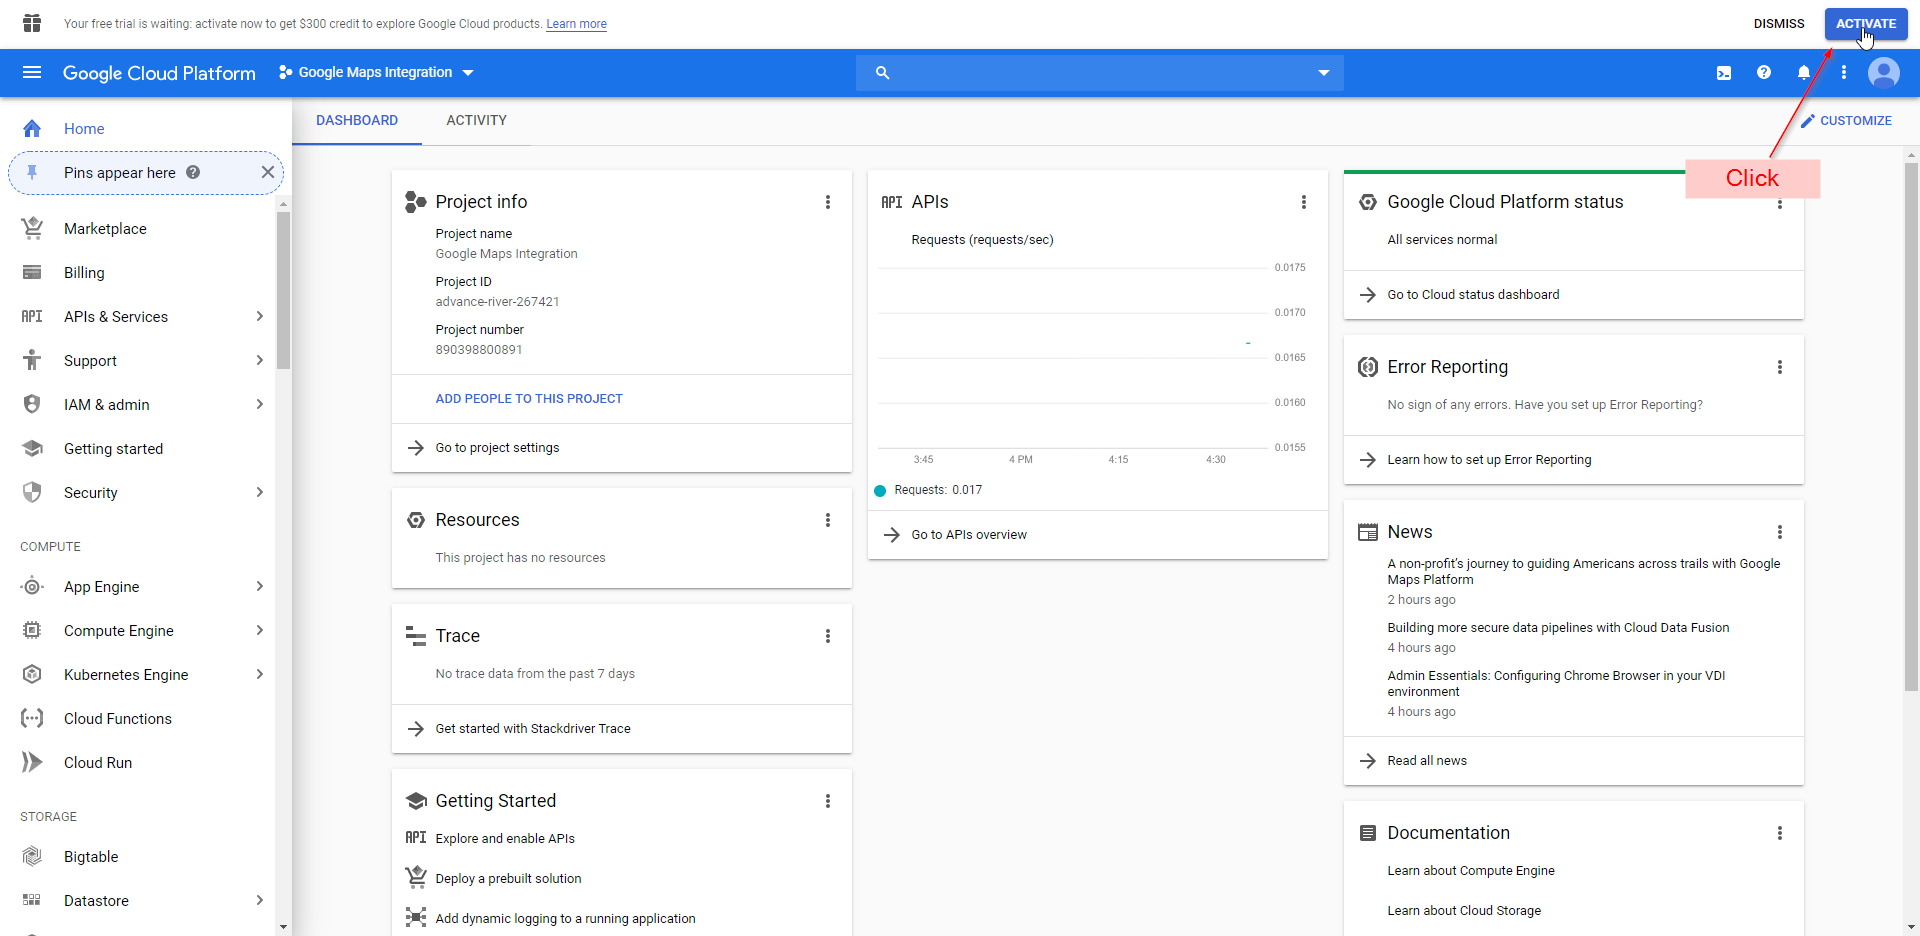 Your free trial is waiting: activate now to get $300 credit to explore Google Cloud products. Learn more
DISMISS
ACTIVATE
Google Cloud Platform
Google Maps Integration
Home
Pins appear here
Marketplace
Billing
API
APIs & Services
Support
IAM & admin
Getting started
Security
COMPUTE
App Engine
Compute Engine
Kubernetes Engine
Cloud Functions
Cloud Run
STORAGE
Bigtable
Datastore
DASHBOARD
ACTIVITY
CUSTOMIZE
Click
Project info
Project name
Google Maps Integration
Project ID
advance-river-267421
Project number
890398800891
ADD PEOPLE TO THIS PROJECT
Go to project settings
Resources
This project has no resources
Trace
No trace data from the past 7 days
Get started with Stackdriver Trace
Getting Started
API
Explore and enable APIs
Deploy a prebuilt solution
Add dynamic logging to a running application
API
APIs
Requests (requests/sec)
0.0175
0.0170
0.0165
0.0160
0.0155
3:45
4 PM
4:15
4:30
Requests: 0.017
Go to APIs overview
Google Cloud Platform status
All services normal
Go to Cloud status dashboard
Error Reporting
No sign of any errors. Have you set up Error Reporting?
Learn how to set up Error Reporting
News
A non-profit's journey to guiding Americans across trails with Google
Maps Platform
2 hours ago
Building more secure data pipelines with Cloud Data Fusion
4 hours ago
Admin Essentials: Configuring Chrome Browser in your VDI
environment
4 hours ago
Read all news
Documentation
Learn about Compute Engine
Learn about Cloud Storage